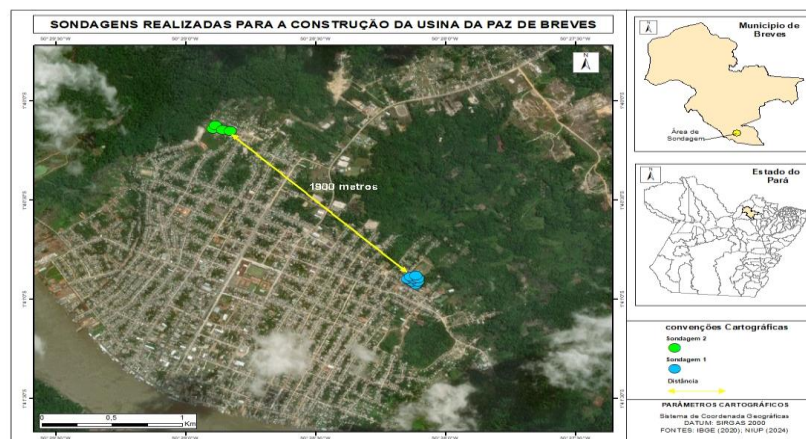 SONDAGENS REALIZADAS PARA A CONSTRUÇÃO DA USINA DA PAZ DE BREVES
N
1900 metros
0 0,5 1
Km
Município de
Breves
N
Área de
Sondagem
Estado do
Pará
N
convenções Cartográficas
Sondagem 2
Sondagem 1
Distância
PARÂMETROS CARTOGRÁFICOS
Sistema de Coordenada Geográficas
DATUM: SIRGAS 2000
FONTES: IBGE (2020); NIUP (2024)